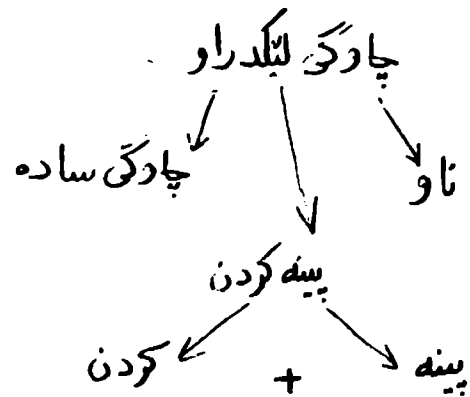 چاوگی لێکدراو
ناو چاوگی ساده
پینه کردن
پینه + کردن